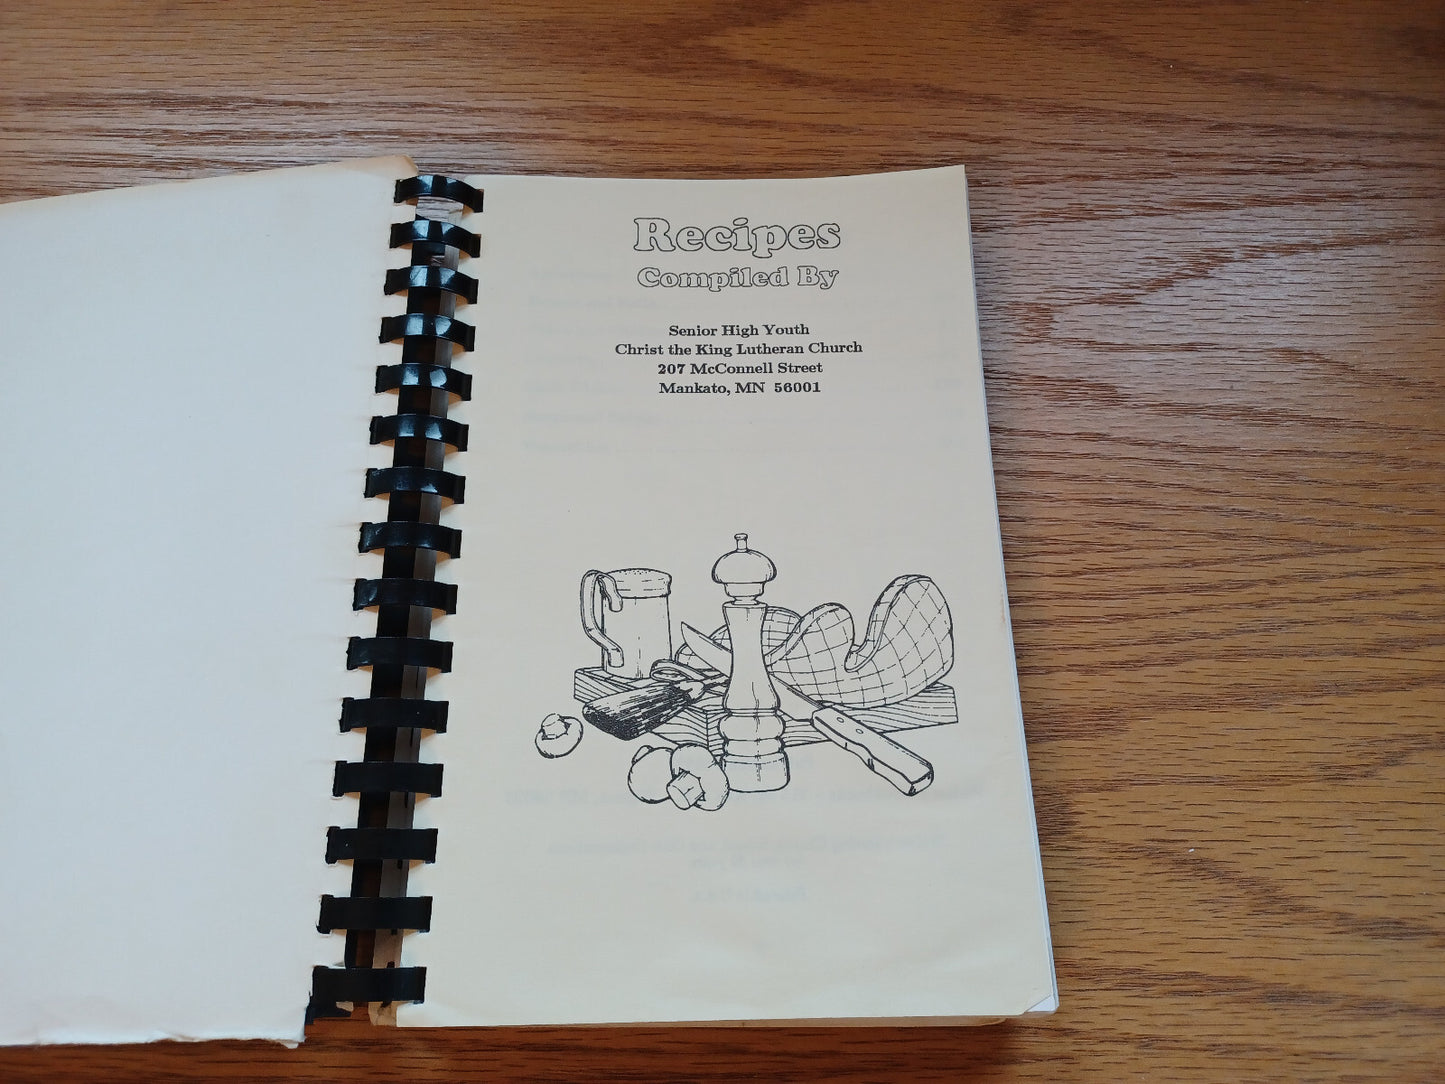 Recipes
Compiled By
Senior High Youth
Christ the King Lutheran Church
207 McConnell Street
Mankato, MN 56001